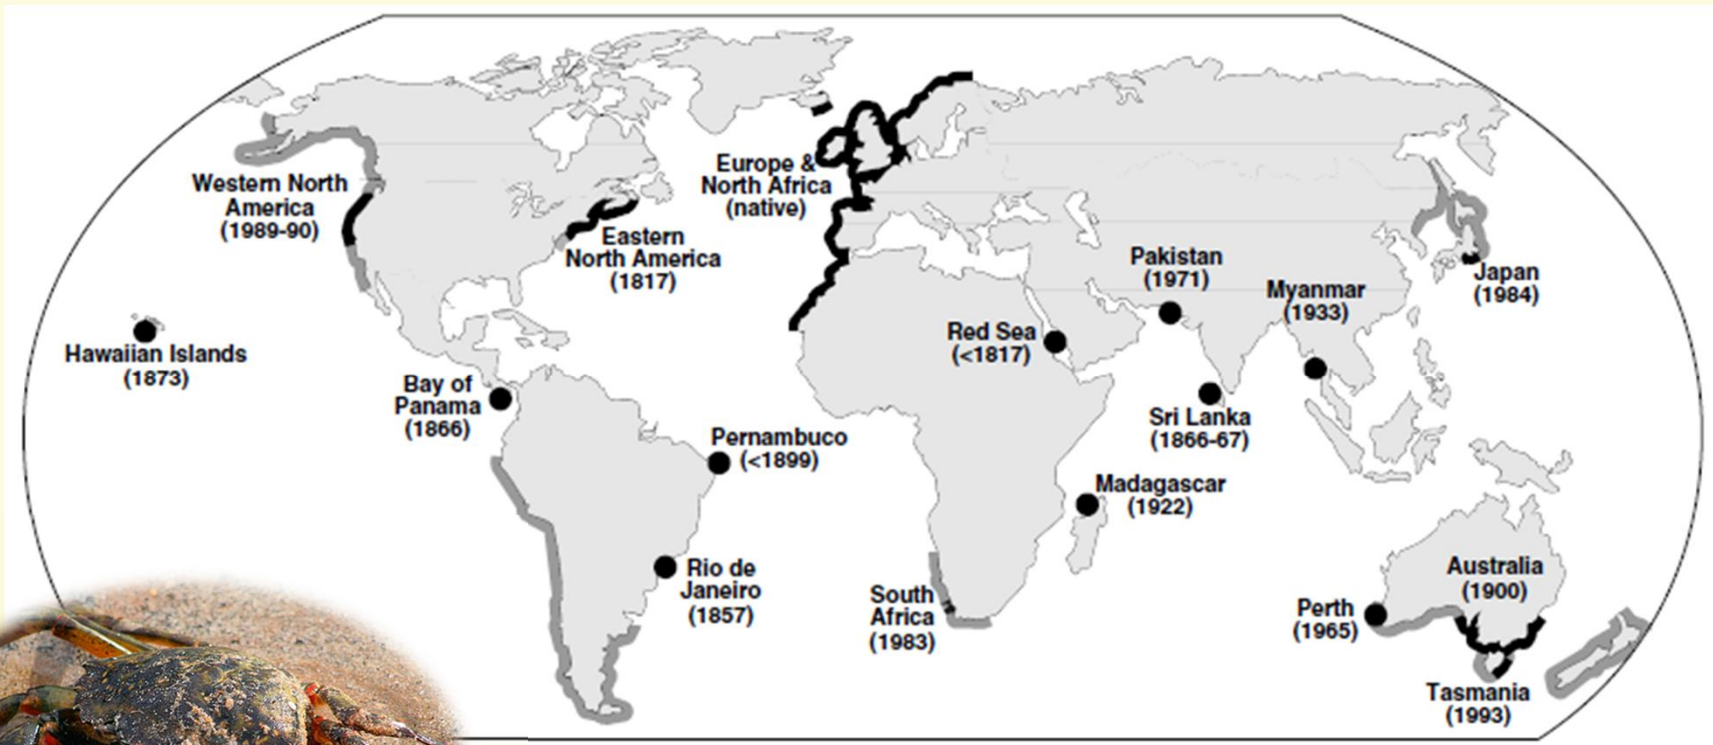 Western North
America
(1989-90)
Hawaiian Islands
(1873)
Eastern
North America
(1817)
Bay of
Panama
(1866)
Pernambuco
(<1899)
Rio de
Janeiro
(1857)
Europe &
North Africa
(native)
Red Sea
(<1817)
South
Africa
(1983)
Madagascar
(1922)
Pakistan
(1971)
Sri Lanka
(1866-67)
Myanmar
(1933)
Japan
(1984)
Perth
(1965)
Australia
(1900)
Tasmania
(1993)